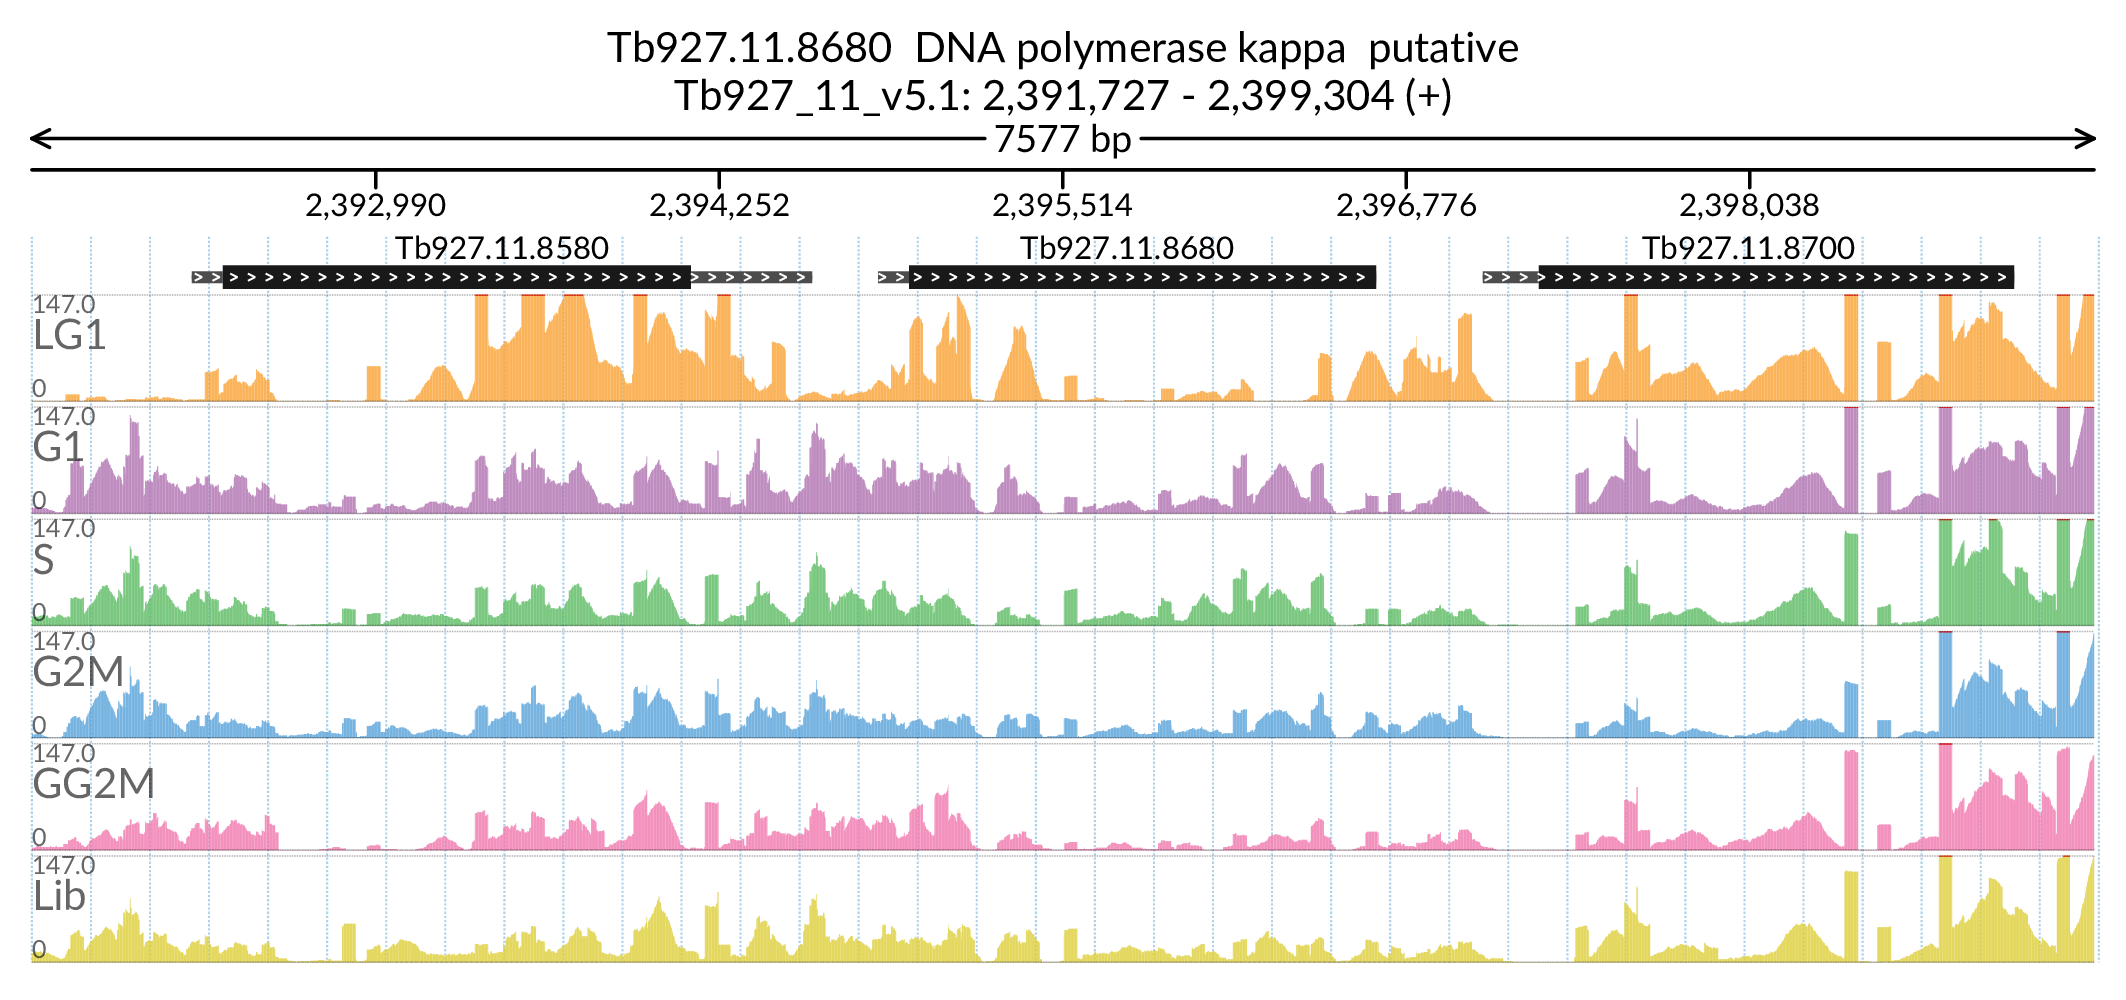 Tb927.11.8680 DNA polymerase kappa putative
Tb927_11_v5.1: 2,391,727 - 2,399,304 (+)
7577 bp
2,392,990 2,394,252 2,395,514 2,396,776 2,398,038
Tb927.11.8580 Tb927.11.8680 Tb927.11.8700
147.0
LG1
0
147.0
G1
0
147.0
S
0
147.0
G2M
0
147.0
GG2M
0
147.0
Lib
0